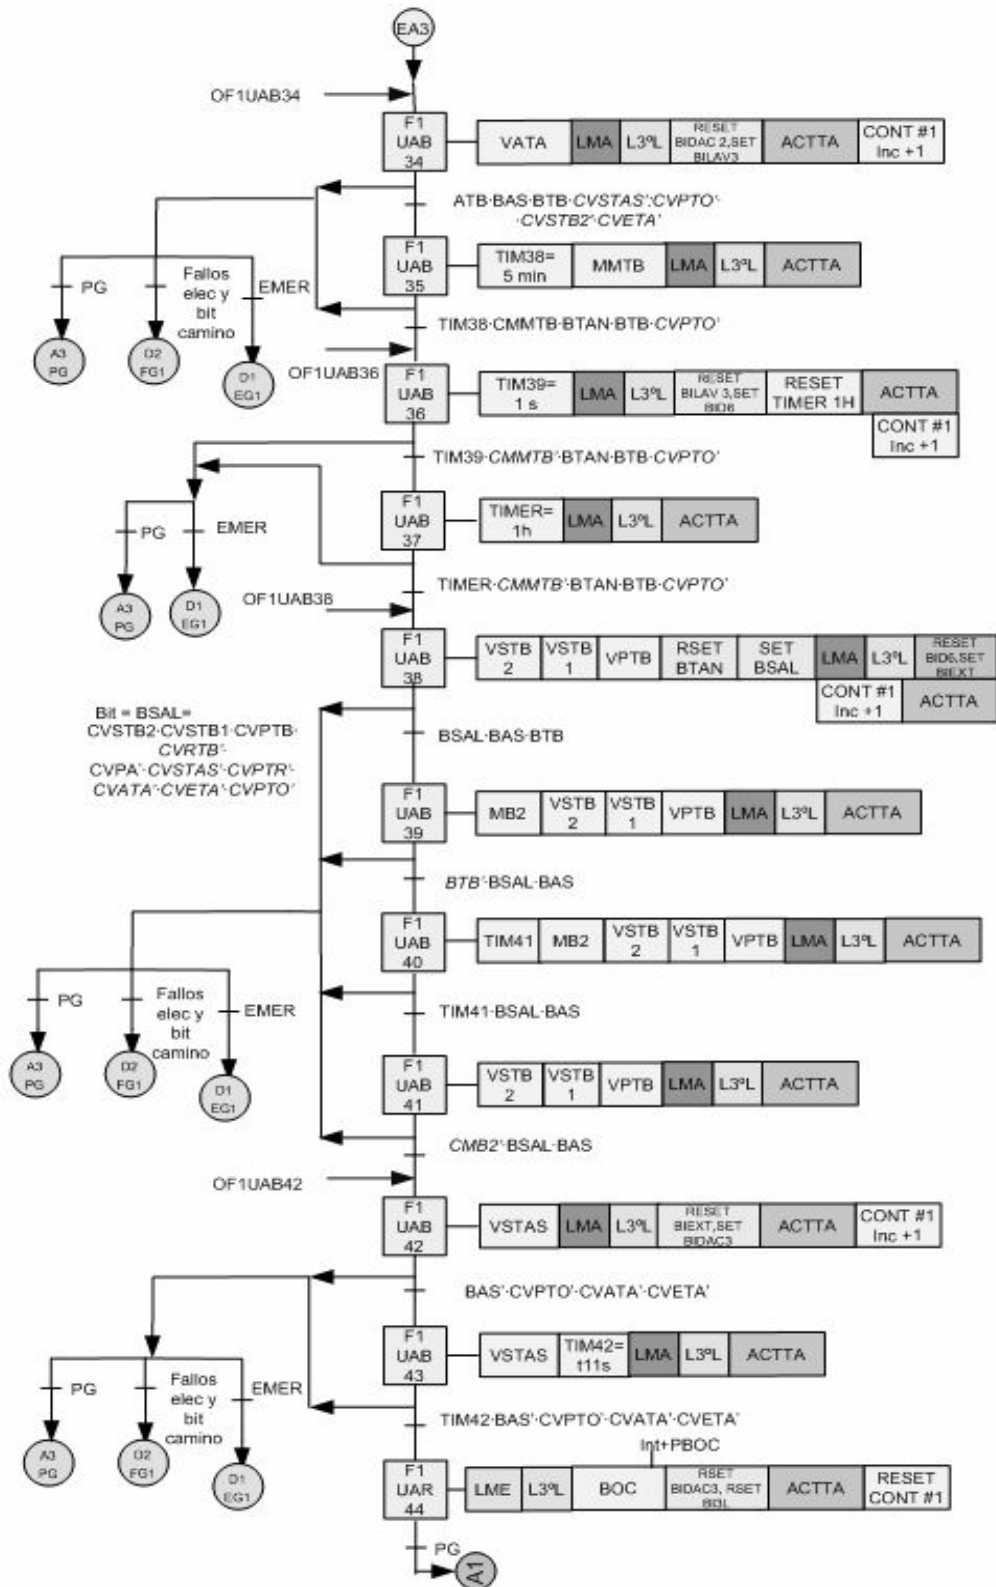 EA3
OF1UAB34
F1
UAB
34
VATA
LMA
L3ºL
RESET
BIDAC 2,SET
BILAV3
ACTTA
CONT #1
Inc +1
ATB·BAS·BTB·CVSTAS'·CVPTO'·
·CVSTB2'·CVETA'
F1
UAB
35
TIM38=
5 min
MMTB
LMA
L3ºL
ACTTA
PG
Fallos
elec y
bit
camino
EMER
A3
PG
D2
FG1
D1
EG1
TIM38·CMMTB·BTAN·BTB·CVPTO'
OF1UAB36
F1
UAB
36
TIM39=
1 s
LMA
L3ºL
RESET
BILAV 3,SET
BID6
RESET
TIMER 1H
ACTTA
CONT #1
Inc +1
TIM39·CMMTB'·BTAN·BTB·CVPTO'
F1
UAB
37
TIMER=
1h
LMA
L3ºL
ACTTA
PG
EMER
A3
PG
D1
EG1
TIMER·CMMTB'·BTAN·BTB·CVPTO'
OF1UAB38
F1
UAB
38
VSTB
2
VSTB
1
VPTB
RSET
BTAN
SET
BSAL
LMA
L3ºL
RESET
BID6,SET
BIEXT
CONT #1
Inc +1
ACTTA
Bit = BSAL=
CVSTB2·CVSTB1·CVPTB·
CVRTB'·
CVPA'·CVSTAS'·CVPTR'·
CVATA'·CVETA'·CVPTO'
BSAL·BAS·BTB
F1
UAB
39
MB2
VSTB
2
VSTB
1
VPTB
LMA
L3ºL
ACTTA
BTB'·BSAL·BAS
F1
UAB
40
TIM41
MB2
VSTB
2
VSTB
1
VPTB
LMA
L3ºL
ACTTA
PG
Fallos
elec y
bit
camino
EMER
A3
PG
D2
FG1
D1
EG1
TIM41·BSAL·BAS
F1
UAB
41
VSTB
2
VSTB
1
VPTB
LMA
L3ºL
ACTTA
CMB2'·BSAL·BAS
OF1UAB42
F1
UAB
42
VSTAS
LMA
L3ºL
RESET
BIEXT,SET
BIDAC3
ACTTA
CONT #1
Inc +1
BAS'·CVPTO'·CVATA'·CVETA'
F1
UAB
43
VSTAS
TIM42=
t11s
LMA
L3ºL
ACTTA
PG
Fallos
elec y
bit
camino
EMER
A3
PG
D2
FG1
D1
EG1
TIM42·BAS'·CVPTO'·CVATA'·CVETA'
Int+PBOC
F1
UAR
44
LME
L3ºL
BOC
RSET
BIDAC3, RSET
BI3L
ACTTA
RESET
CONT #1
PG
A1